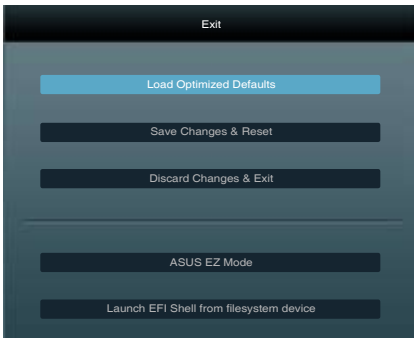 Exit
Load Optimized Defaults
Save Changes & Reset
Discard Changes & Exit
ASUS EZ Mode
Launch EFI Shell from filesystem device